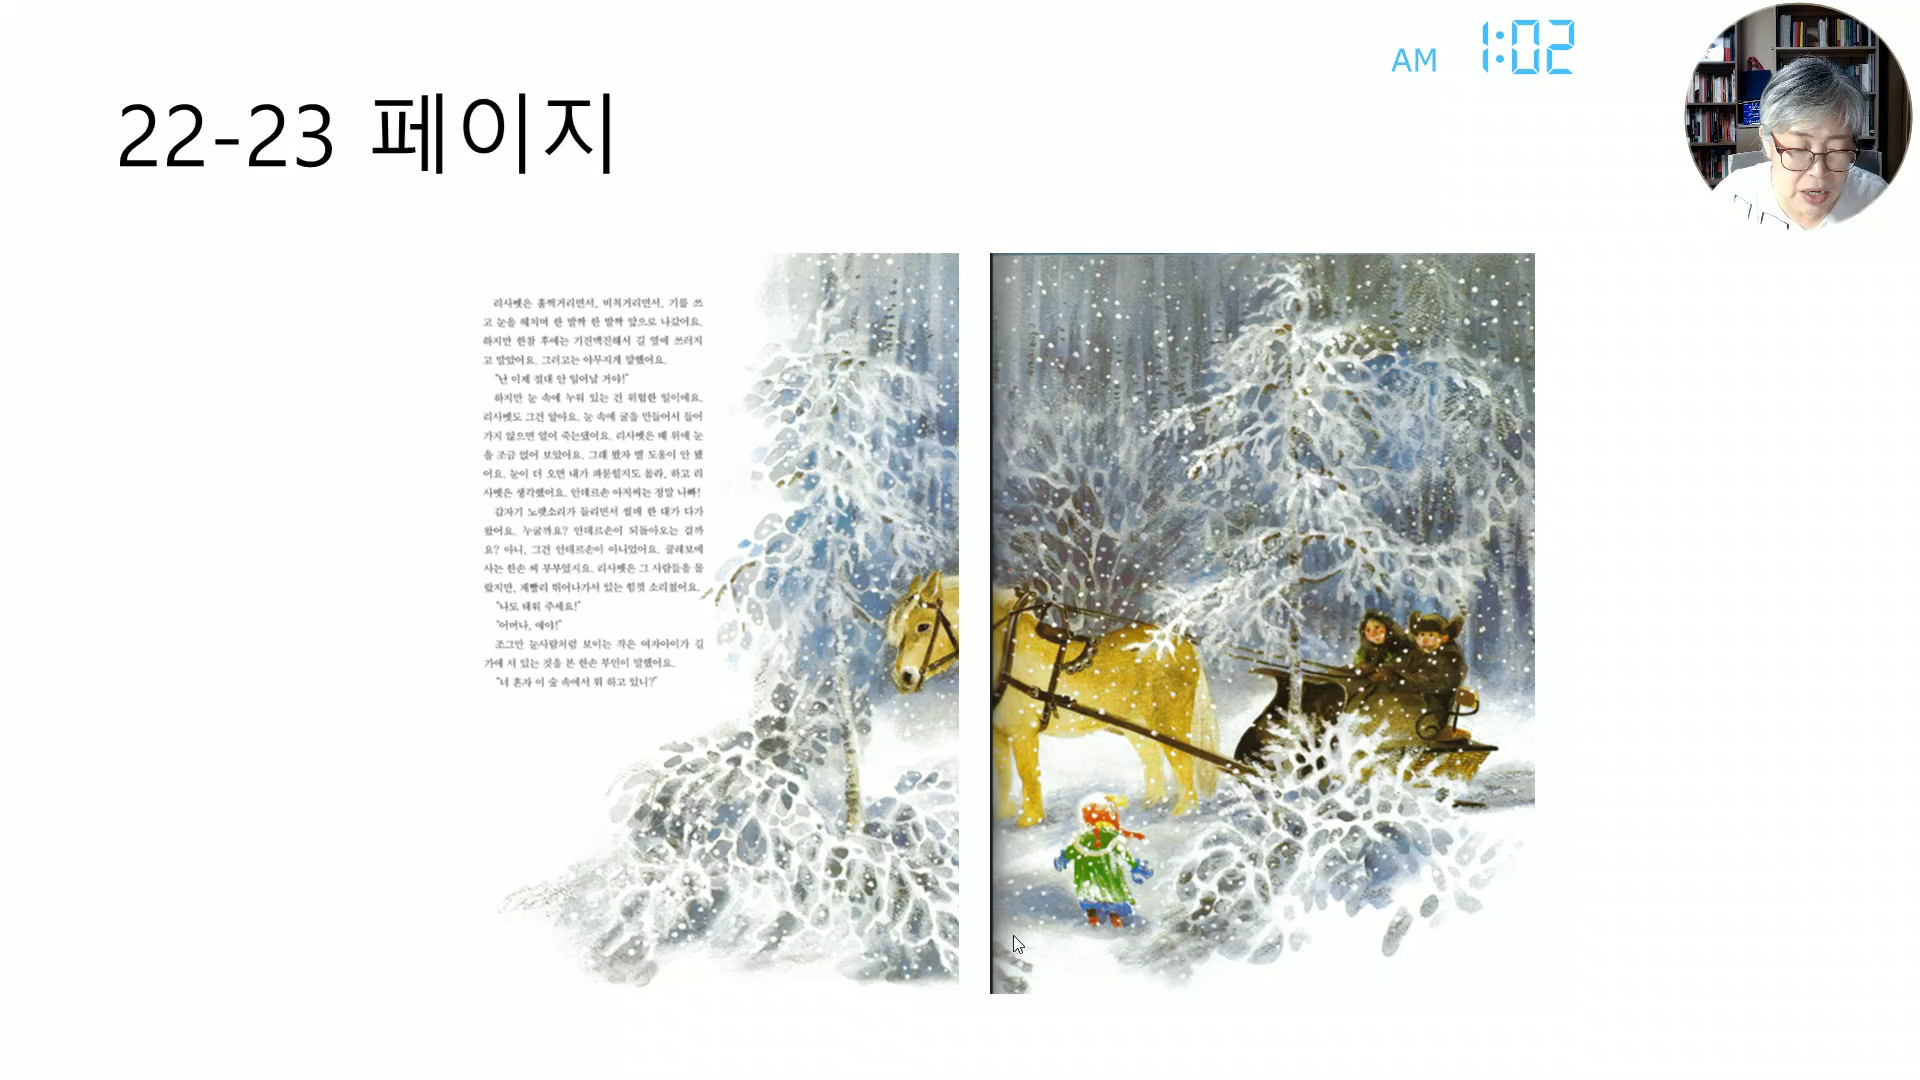 AM 1:02
22-23 페이지
리사벳은 훌쩍거리면서, 비척거리면서, 기를 쓰
고 눈을 헤치며 한 발짝 한 발짝 앞으로 나갔어요.
하지만 한참 후에는 기진맥진해서 길 옆에 쓰러지
고 말았어요. 그러고는 야무지게 말했어요.
"난 이제 절대 안 일어날 거야!"
하지만 눈 속에 누워 있는 건 위험한 일이에요.
리사벳도 그건 알아요. 눈 속에 굴을 만들어서 들어
가지 않으면 얼어 죽는댔어요. 리사벳은 배 위에 눈
을 조금 얹어 보았어요. 그래 봤자 별 도움이 안 됐
어요. 눈이 더 오면 내가 파묻힐지도 몰라, 하고 리
사벳은 생각했어요. 안데르손 아저씨는 정말 나빠!
갑자기 노랫소리가 들리면서 썰매 한 대가 다가
왔어요. 누굴까요? 안데르손이 되돌아오는 걸까
요? 아니, 그건 안데르손이 아니었어요. 쿨레보에
사는 한손 씨 부부였지요. 리사벳은 그 사람들을 몰
랐지만, 재빨리 뛰어나가서 있는 힘껏 소리쳤어요.
"나도 태워 주세요!"
"어머나, 얘야!"
조그만 눈사람처럼 보이는 작은 여자아이가 길
가에 서 있는 것을 본 한손 부인이 말했어요.
"너 혼자 이 숲 속에서 뭐 하고 있니?"